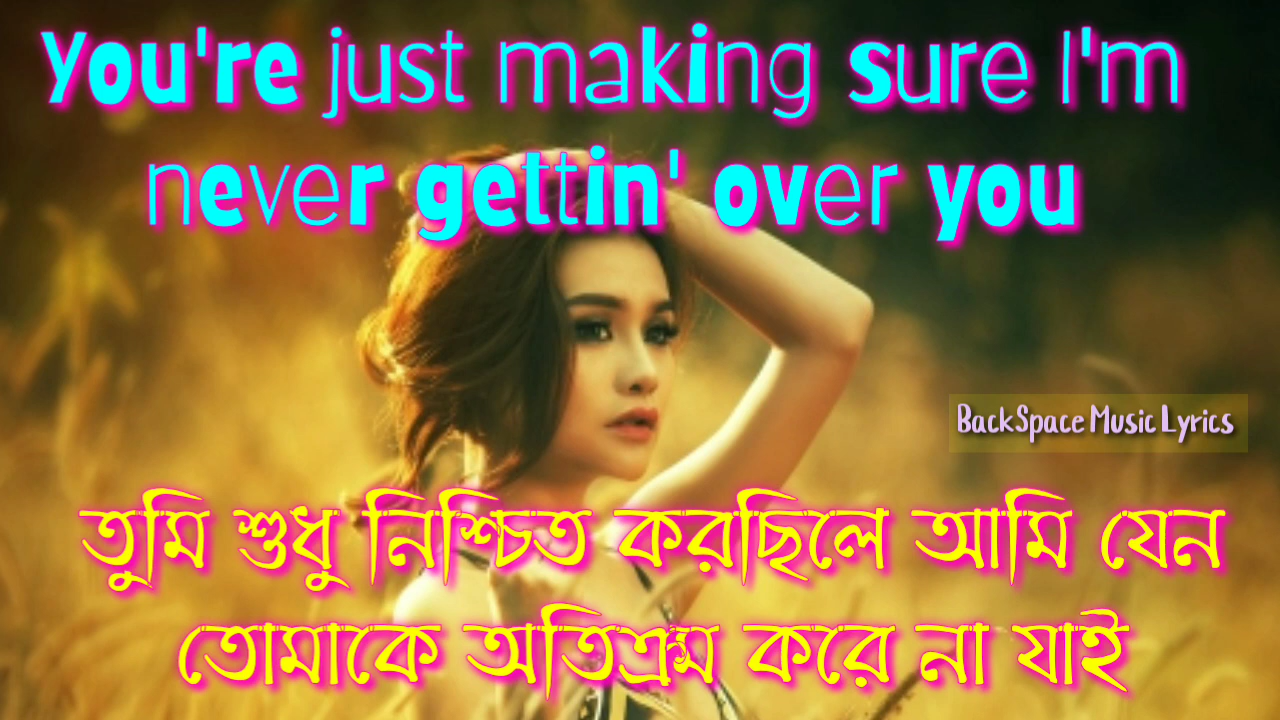 You're just making sure I'm
never gettin' over you
BackSpace Music Lyrics
তুমি শুধু নিশ্চিত করছিলে আমি যেন
তোমাকে অতিক্রম করে না যাই